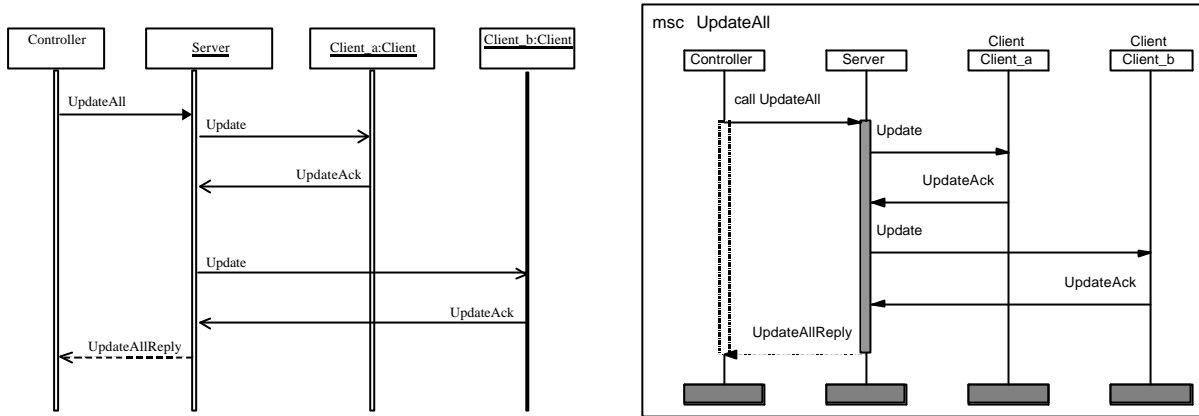 Controller
Server
Client_a:Client
Client_b:Client
UpdateAll
Update
UpdateAck
Update
UpdateAck
UpdateAllReply
msc UpdateAll
Client
Client
Controller
Server
Client_a
Client_b
call UpdateAll
Update
UpdateAck
Update
UpdateAck
UpdateAllReply